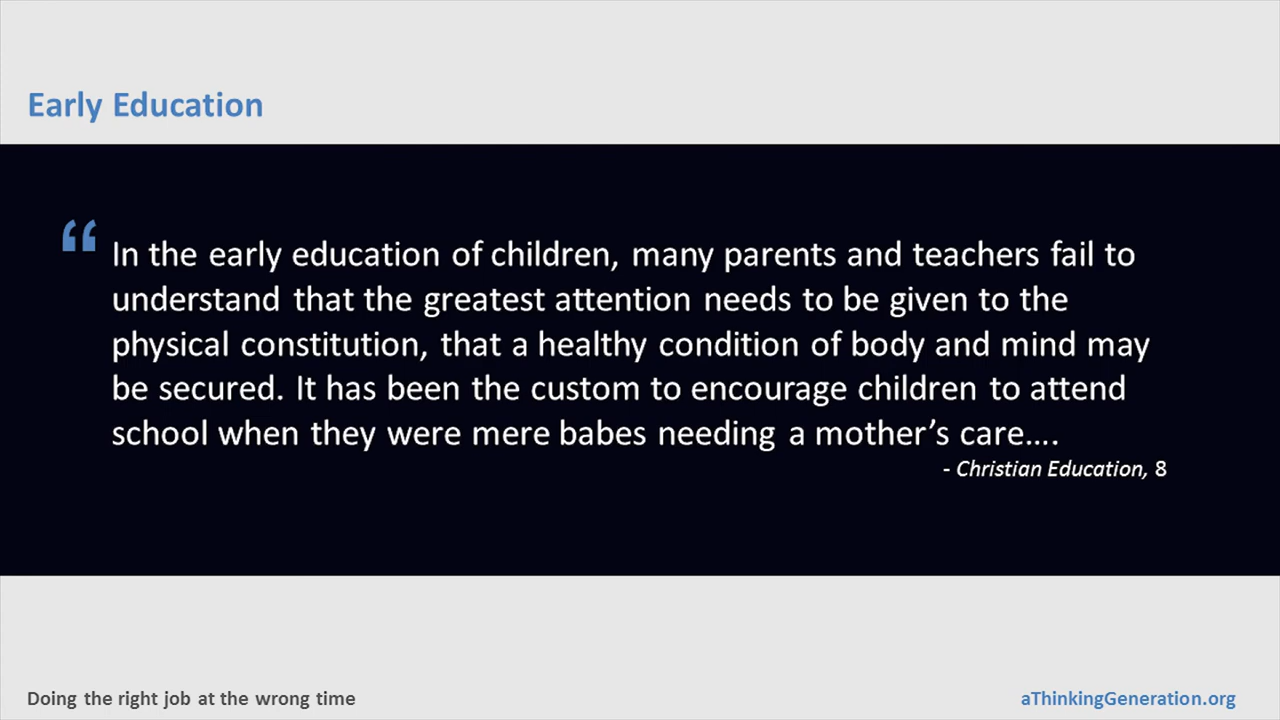 Early Education
“ In the early education of children, many parents and teachers fail to
understand that the greatest attention needs to be given to the
physical constitution, that a healthy condition of body and mind may
be secured. It has been the custom to encourage children to attend
school when they were mere babes needing a mother’s care....
- Christian Education, 8
Doing the right job at the wrong time
aThinkingGeneration.org